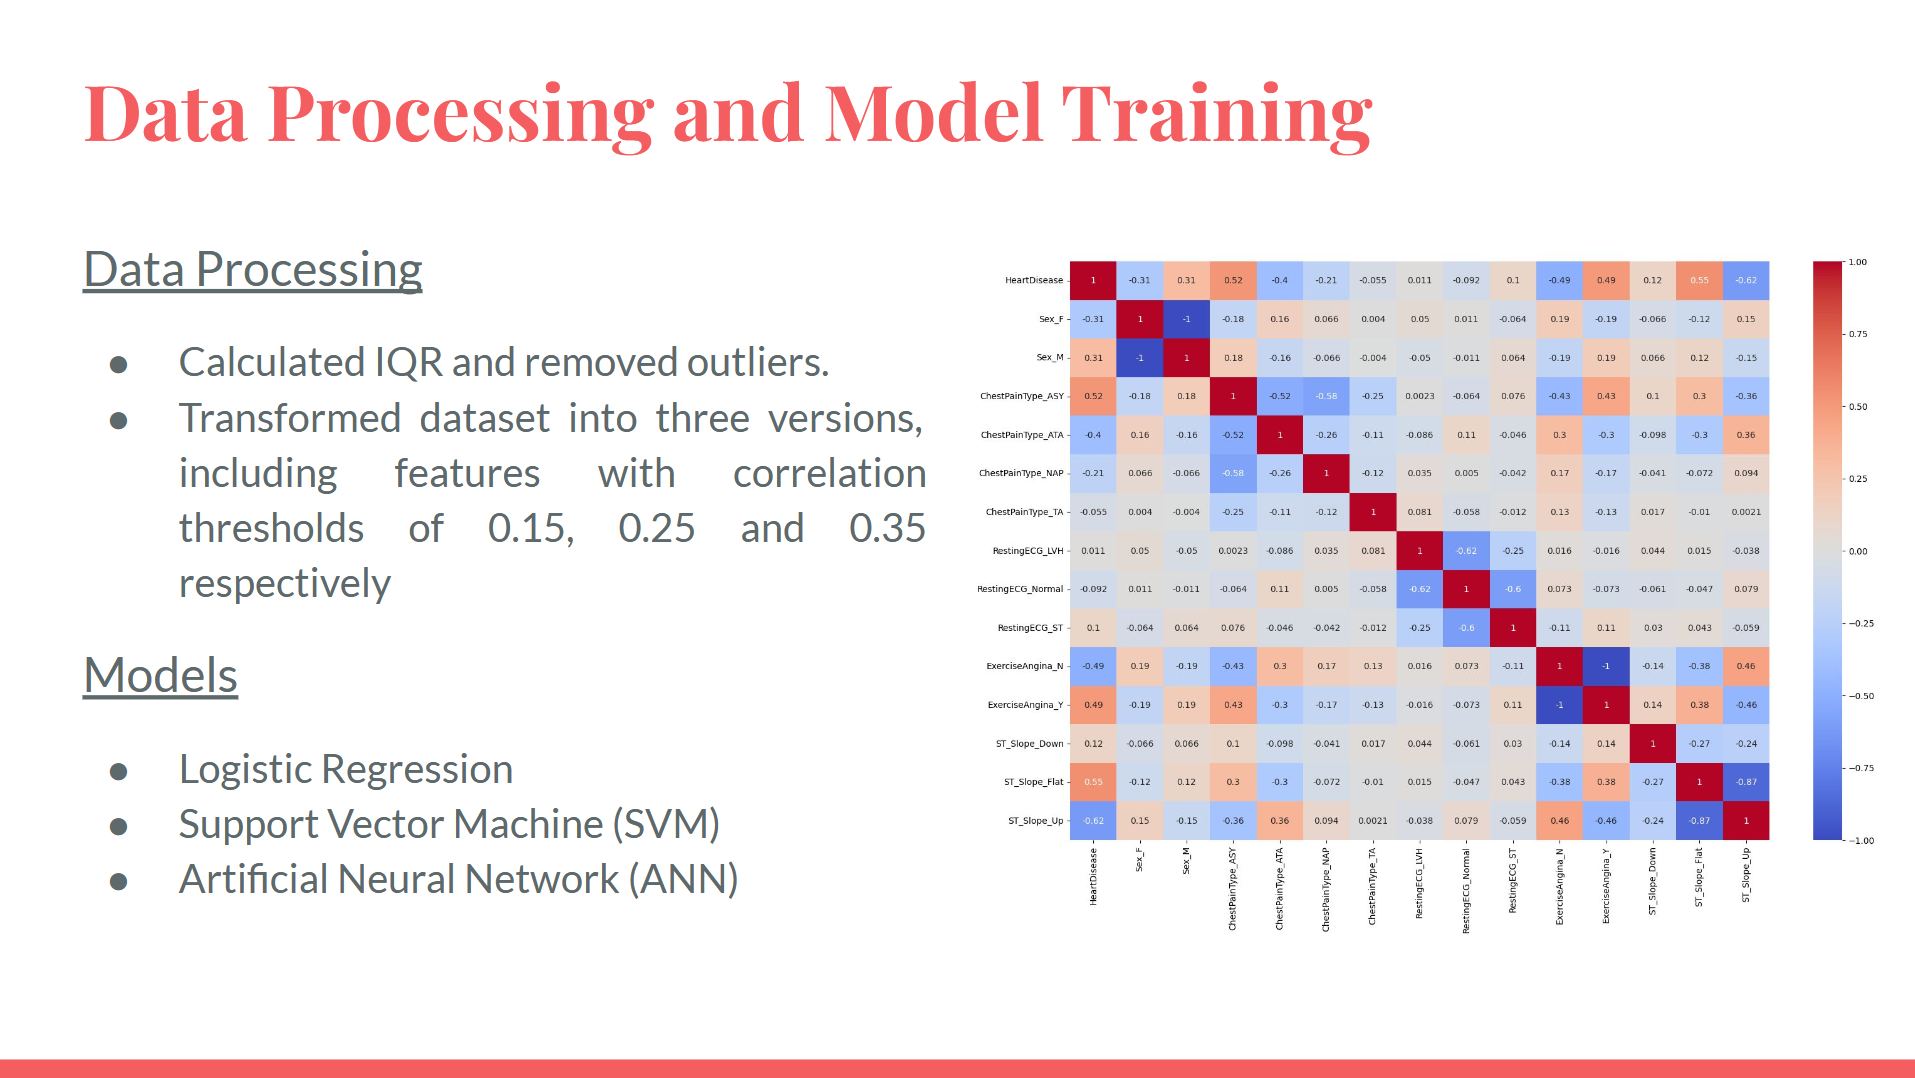 Data Processing and Model Training
Data Processing
● Calculated IQR and removed outliers.
● Transformed dataset into three versions,
including features with correlation
thresholds of 0.15, 0.25 and 0.35
respectively
Models
● Logistic Regression
● Support Vector Machine (SVM)
● Artificial Neural Network (ANN)
HeartDisease 1 -0.31 0.31 0.52 -0.4 -0.21 -0.055 0.011 -0.092 0.1 -0.49 0.49 0.12 0.55 -0.62
Sex_F -0.31 1 -1 -0.18 0.16 0.066 0.004 0.05 0.011 -0.064 0.19 -0.19 -0.066 -0.12 0.15
Sex_M 0.31 -1 1 0.18 -0.16 -0.066 -0.004 -0.05 -0.011 0.064 -0.19 0.19 0.066 0.12 -0.15
ChestPainType_ASY 0.52 -0.18 0.18 1 -0.52 -0.58 -0.25 0.0023 -0.064 0.076 -0.43 0.43 0.1 0.3 -0.36
ChestPainType_ATA -0.4 0.16 -0.16 -0.52 1 -0.26 -0.11 -0.086 0.11 -0.046 0.3 -0.3 -0.098 -0.3 0.36
ChestPainType_NAP -0.21 0.066 -0.066 -0.58 -0.26 1 -0.12 0.035 0.005 -0.042 0.17 -0.17 -0.041 -0.072 0.094
ChestPainType_TA -0.055 0.004 -0.004 -0.25 -0.11 -0.12 1 0.081 -0.058 -0.012 0.13 -0.13 0.017 -0.01 0.0021
RestingECG_LVH 0.011 0.05 -0.05 0.0023 -0.086 0.035 0.081 1 -0.62 -0.25 0.016 -0.016 0.044 0.015 -0.038
RestingECG_Normal -0.092 0.011 -0.011 -0.064 0.11 0.005 -0.058 -0.62 1 -0.6 0.073 -0.073 -0.061 -0.047 0.079
RestingECG_ST 0.1 -0.064 0.064 0.076 -0.046 -0.042 -0.012 -0.25 -0.6 1 -0.11 0.11 0.03 0.043 -0.059
ExerciseAngina_N -0.49 0.19 -0.19 -0.43 0.3 0.17 0.13 0.016 0.073 -0.11 1 -1 -0.14 -0.38 0.46
ExerciseAngina_Y 0.49 -0.19 0.19 0.43 -0.3 -0.17 -0.13 -0.016 -0.073 0.11 -1 1 0.14 0.38 -0.46
ST_Slope_Down 0.12 -0.066 0.066 0.1 -0.098 -0.041 0.017 0.044 -0.061 0.03 -0.14 0.14 1 -0.27 -0.24
ST_Slope_Flat 0.55 -0.12 0.12 0.3 -0.3 -0.072 -0.01 0.015 -0.047 0.043 -0.38 0.38 -0.27 1 -0.87
ST_Slope_Up -0.62 0.15 -0.15 -0.36 0.36 0.094 0.0021 -0.038 0.079 -0.059 0.46 -0.46 -0.24 -0.87 1
HeartDisease
Sex_F
Sex_M
ChestPainType_ASY
ChestPainType_ATA
ChestPainType_NAP
ChestPainType_TA
RestingECG_LVH
RestingECG_Normal
RestingECG_ST
ExerciseAngina_N
ExerciseAngina_Y
ST_Slope_Down
ST_Slope_Flat
ST_Slope_Up
1.00
0.75
0.50
0.25
0.00
−0.25
−0.50
−0.75
−1.00